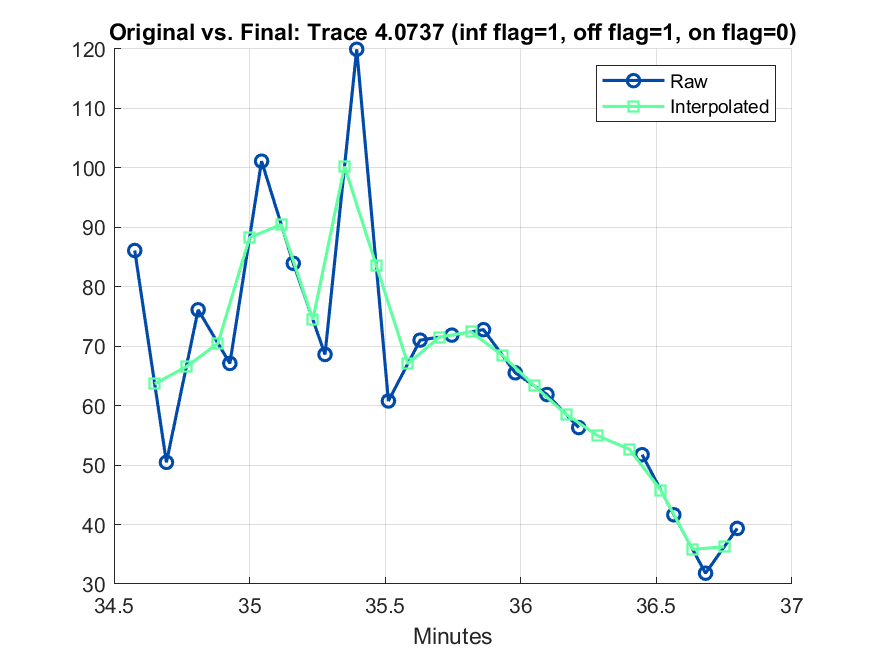 Original vs. Final: Trace 4.0737 (inf flag=1, off flag=1, on flag=0)
120
110
100
90
80
70
60
50
40
30
Raw
Interpolated
34.5 35 35.5 36 36.5 37
Minutes